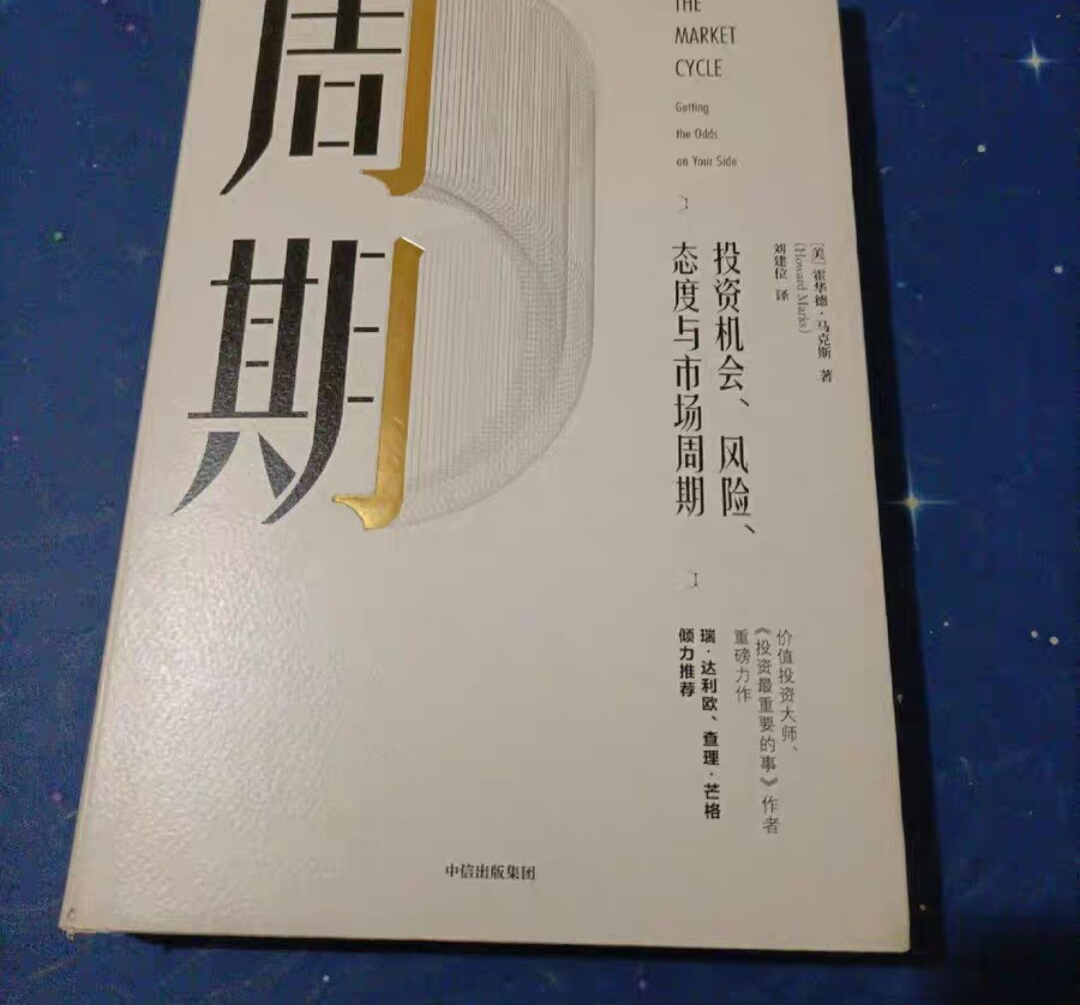 周期
THE
MARKET
CYCLE
Getting
the Odds
on Your Side
投资机会、风险、
态度与市场周期
[美] 霍华德·马克斯 著
(Howard Marks)
刘建位 译
价值投资大师、
《投资最重要的事》作者
重磅力作
瑞·达利欧、查理·芒格
倾力推荐
中信出版集团